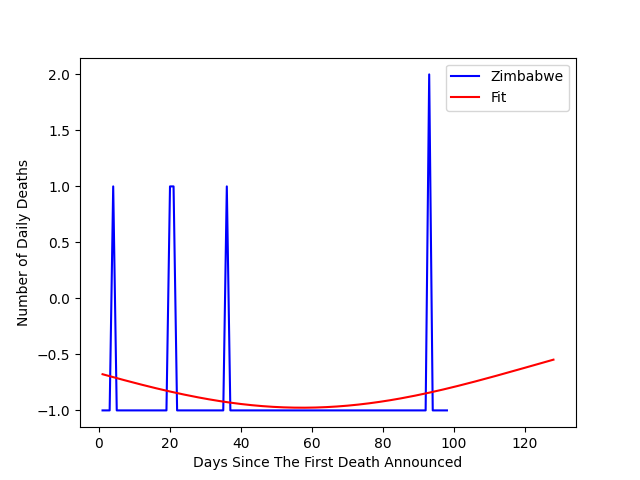 Zimbabwe
Fit
2.0
1.5
1.0
0.5
0.0
−0.5
−1.0
Number of Daily Deaths
0 20 40 60 80 100 120
Days Since The First Death Announced